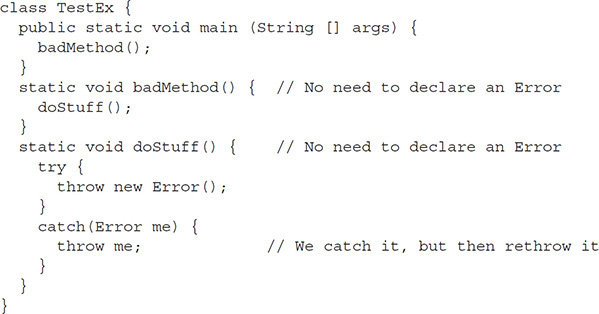 class TestEx {
  public static void main (String [] args) {
    badMethod();
  }
  static void badMethod() {  // No need to declare an Error
    doStuff();
  }
  static void doStuff() {    // No need to declare an Error
    try {
      throw new Error();
    }
    catch(Error me) {
      throw me;             // We catch it, but then rethrow it
    }
  }
}